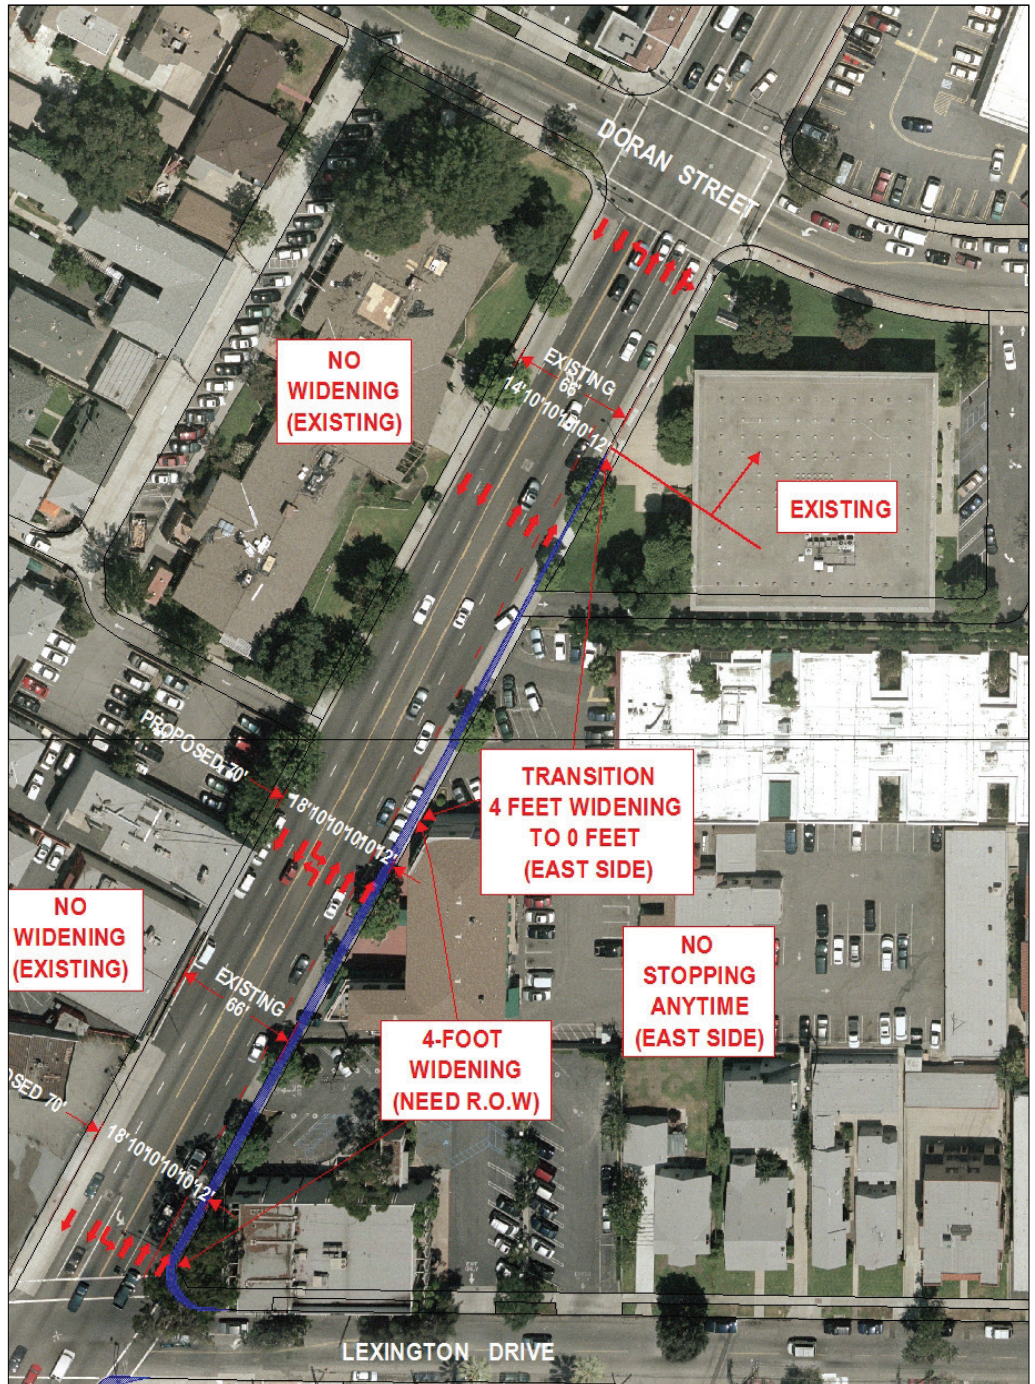 DORAN STREET
NO
WIDENING
(EXISTING)
EXISTING
66'
14'10'10'10'10'12'
EXISTING
PROPOSED 70'
18'10'10'10'10'12'
TRANSITION
4 FEET WIDENING
TO 0 FEET
(EAST SIDE)
NO
WIDENING
(EXISTING)
NO
STOPPING
ANYTIME
(EAST SIDE)
EXISTING
66'
4-FOOT
WIDENING
(NEED R.O.W)
OSED 70'
18'10'10'10'10'12'
LEXINGTON DRIVE